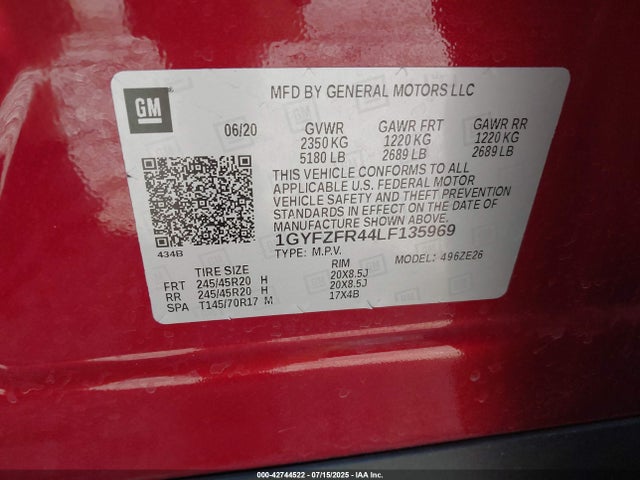 GM
MFD BY GENERAL MOTORS LLC
06/20 GVWR GAWR FRT GAWR RR
2350 KG 1220 KG 1220 KG
5180 LB 2689 LB 2689 LB
THIS VEHICLE CONFORMS TO ALL
APPLICABLE U.S. FEDERAL MOTOR
VEHICLE SAFETY AND THEFT PREVENTION
STANDARDS IN EFFECT ON THE DATE OF
MANUFACTURE SHOWN ABOVE.
1GYFZFR44LF135969
434B TYPE: M.P.V. MODEL: 496ZE26
TIRE SIZE RIM
FRT 245/45R20 H 20X8.5J
RR 245/45R20 H 20X8.5J
SPA T145/70R17 M 17X4B
000-42744522 | 07/15/2025 | IAA Inc.